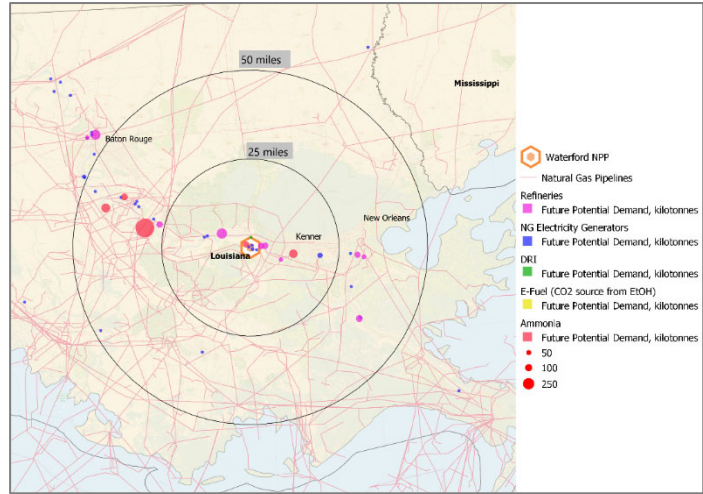 50 miles
Mississippi
Baton Rouge
25 miles
New Orleans
Kenner
Louisiana
Waterford NPP
Natural Gas Pipelines
Refineries
Future Potential Demand, kilotonnes
NG Electricity Generators
Future Potential Demand, kilotonnes
DRI
Future Potential Demand, kilotonnes
E-Fuel (CO2 source from EtOH)
Future Potential Demand, kilotonnes
Ammonia
Future Potential Demand, kilotonnes
50
100
250